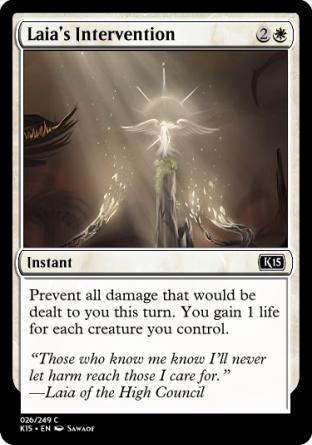 Laia's Intervention 2
Instant K15
Prevent all damage that would be
dealt to you this turn. You gain 1 life
for each creature you control.
“Those who know me know I'll never
let harm reach those I care for.”
—Laia of the High Council
026/249 C
K15 • EN Sawaof